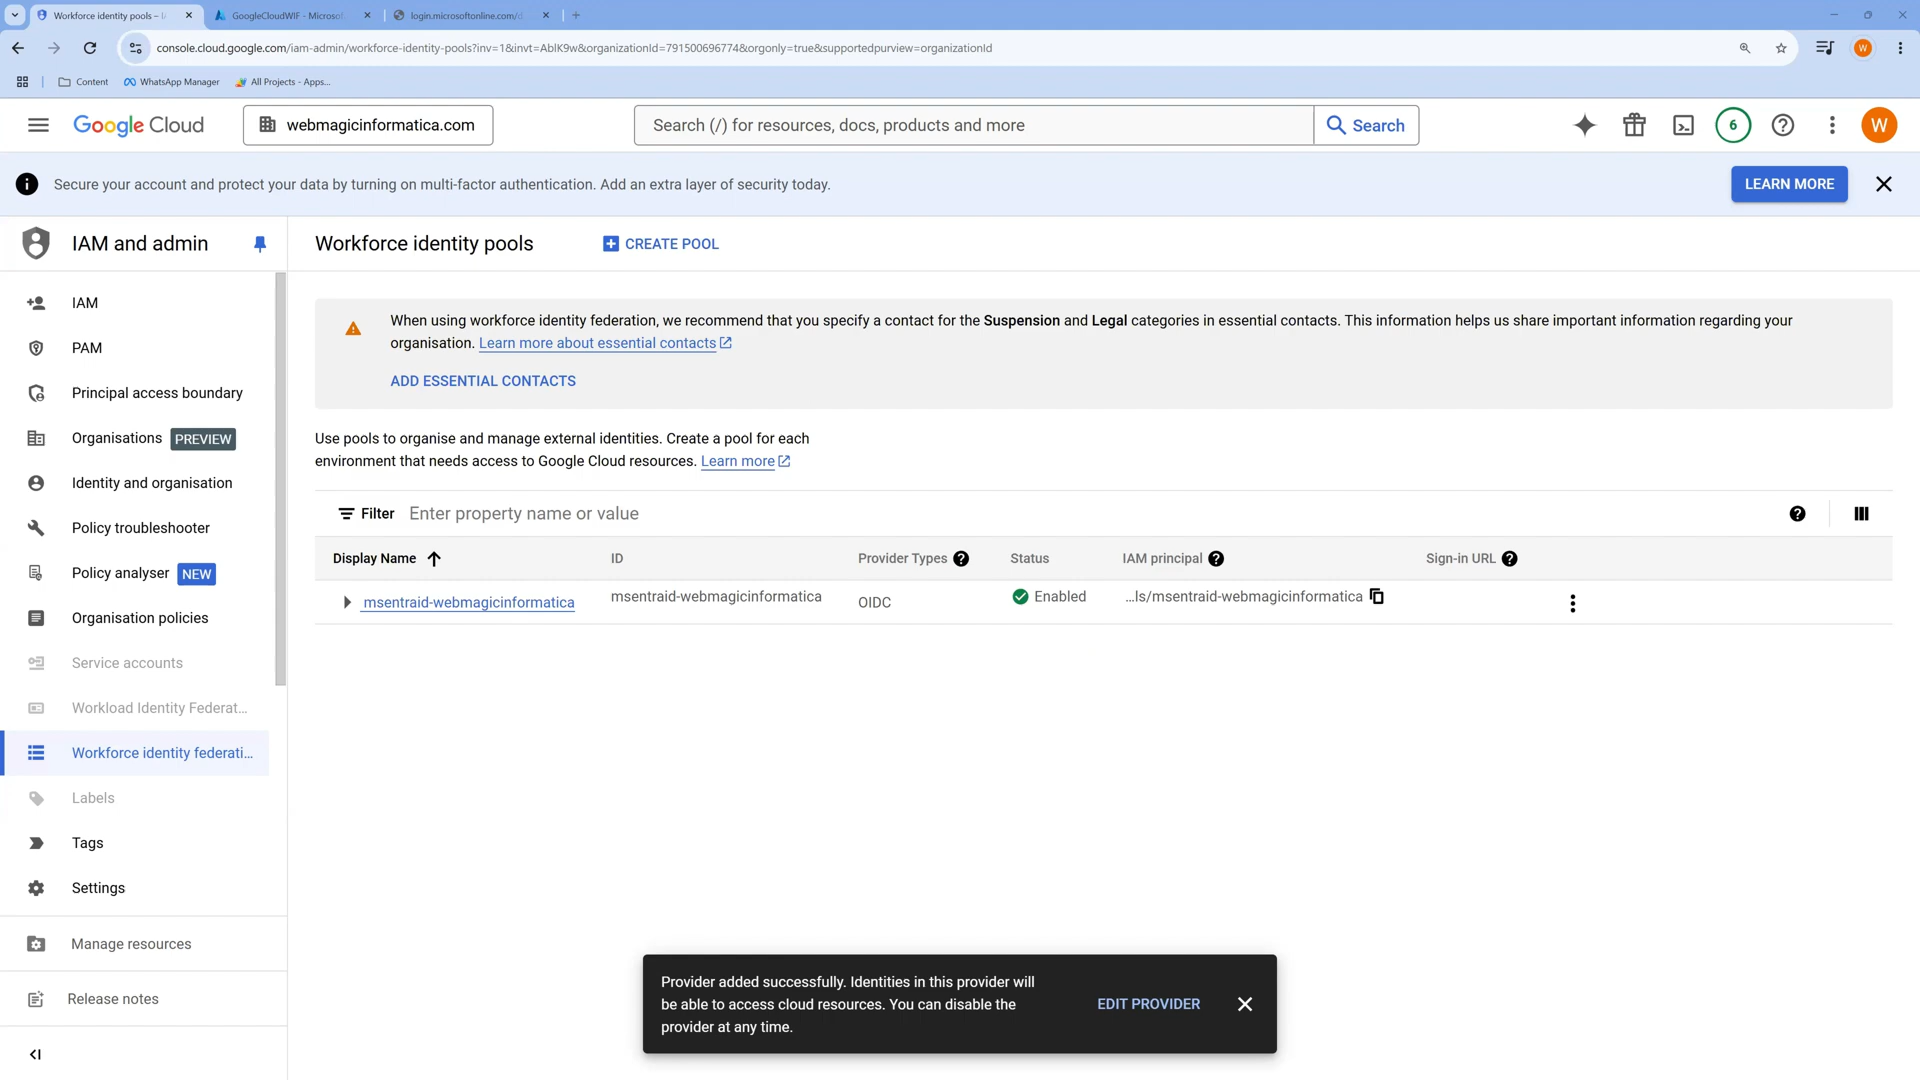 Workforce identity pools – I
GoogleCloudWIF - Microsof
login.microsoftonline.com/d
console.cloud.google.com/iam-admin/workforce-identity-pools?inv=1&invt=AblK9w&organizationId=791500696774&orgonly=true&supportedpurview=organizationId
W
Content
WhatsApp Manager
All Projects - Apps...
Google Cloud
webmagicinformatica.com
Search (/) for resources, docs, products and more
Search
6
W
Secure your account and protect your data by turning on multi-factor authentication. Add an extra layer of security today.
LEARN MORE
IAM and admin
Workforce identity pools
CREATE POOL
IAM
PAM
Principal access boundary
Organisations PREVIEW
Identity and organisation
Policy troubleshooter
Policy analyser NEW
Organisation policies
Service accounts
Workload Identity Federat...
Workforce identity federati...
Labels
Tags
Settings
Manage resources
Release notes
When using workforce identity federation, we recommend that you specify a contact for the Suspension and Legal categories in essential contacts. This information helps us share important information regarding your
organisation. Learn more about essential contacts
ADD ESSENTIAL CONTACTS
Use pools to organise and manage external identities. Create a pool for each
environment that needs access to Google Cloud resources. Learn more
Filter Enter property name or value
Display Name ID Provider Types Status IAM principal Sign-in URL
msentraid-webmagicinformatica msentraid-webmagicinformatica OIDC Enabled ...ls/msentraid-webmagicinformatica
Provider added successfully. Identities in this provider will
be able to access cloud resources. You can disable the
provider at any time.
EDIT PROVIDER